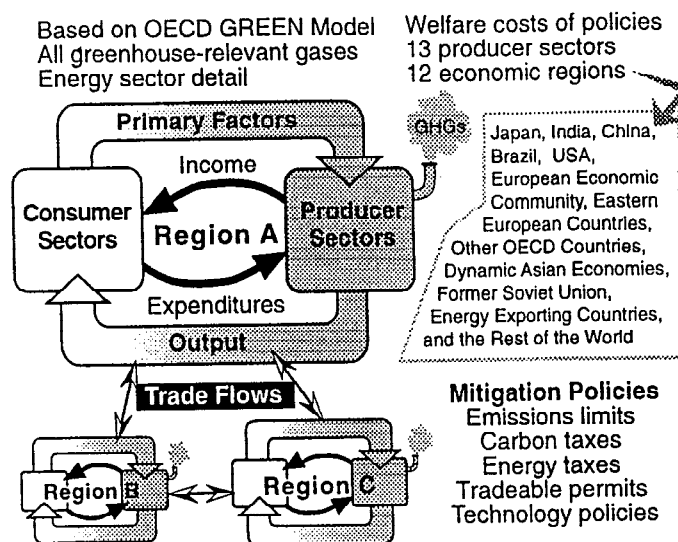 Based on OECD GREEN Model
All greenhouse-relevant gases
Energy sector detail
Welfare costs of policies
13 producer sectors
12 economic regions
Primary Factors
GHGs
Income
Consumer
Sectors
Region A
Producer
Sectors
Expenditures
Output
Japan, India, China,
Brazil, USA,
European Economic
Community, Eastern
European Countries,
Other OECD Countries,
Dynamic Asian Economies,
Former Soviet Union,
Energy Exporting Countries,
and the Rest of the World
Trade Flows
Region B
Region C
Mitigation Policies
Emissions limits
Carbon taxes
Energy taxes
Tradeable permits
Technology policies